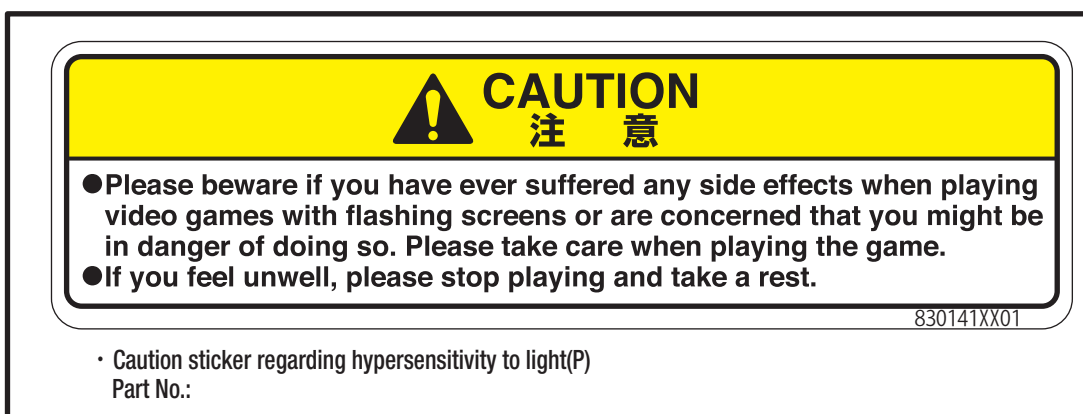 CAUTION
注 意
●Please beware if you have ever suffered any side effects when playing
video games with flashing screens or are concerned that you might be
in danger of doing so. Please take care when playing the game.
●If you feel unwell, please stop playing and take a rest.
830141XX01
・Caution sticker regarding hypersensitivity to light(P)
Part No.: